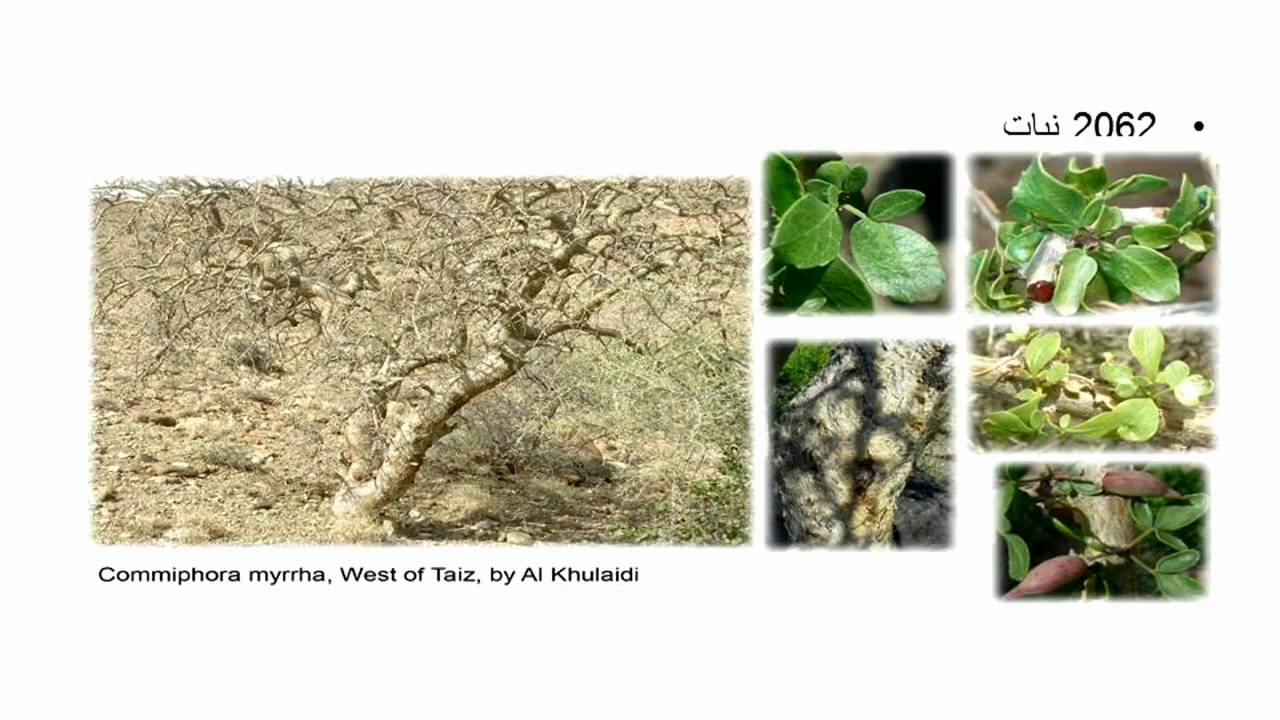 • 2062 نبات
Commiphora myrrha, West of Taiz, by Al Khulaidi